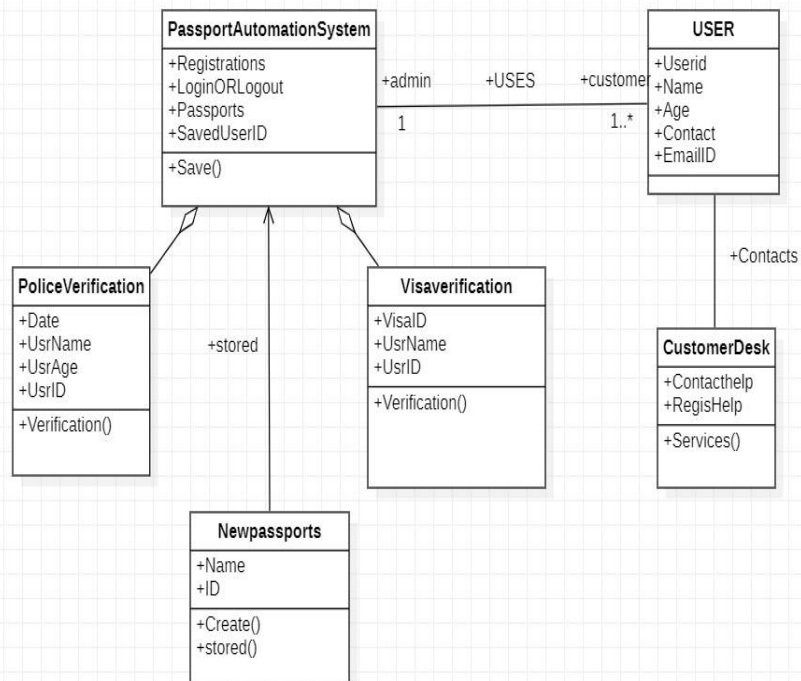 PassportAutomationSystem
+Registrations
+LoginORLogout
+Passports
+SavedUserID
+Save()
+admin
+USES
+customer
1
1..*
USER
+Userid
+Name
+Age
+Contact
+EmailID
+Contacts
PoliceVerification
+Date
+UsrName
+UsrAge
+UsrID
+Verification()
+stored
Visaverification
+VisaID
+UsrName
+UsrID
+Verification()
CustomerDesk
+Contacthelp
+RegisHelp
+Services()
Newpassports
+Name
+ID
+Create()
+stored()